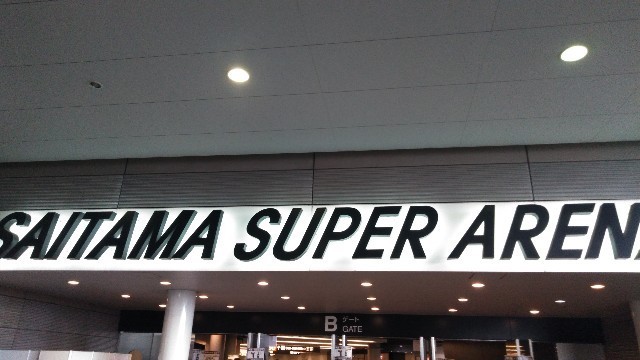 SAITAMA SUPER AREN
B ゲート
GATE